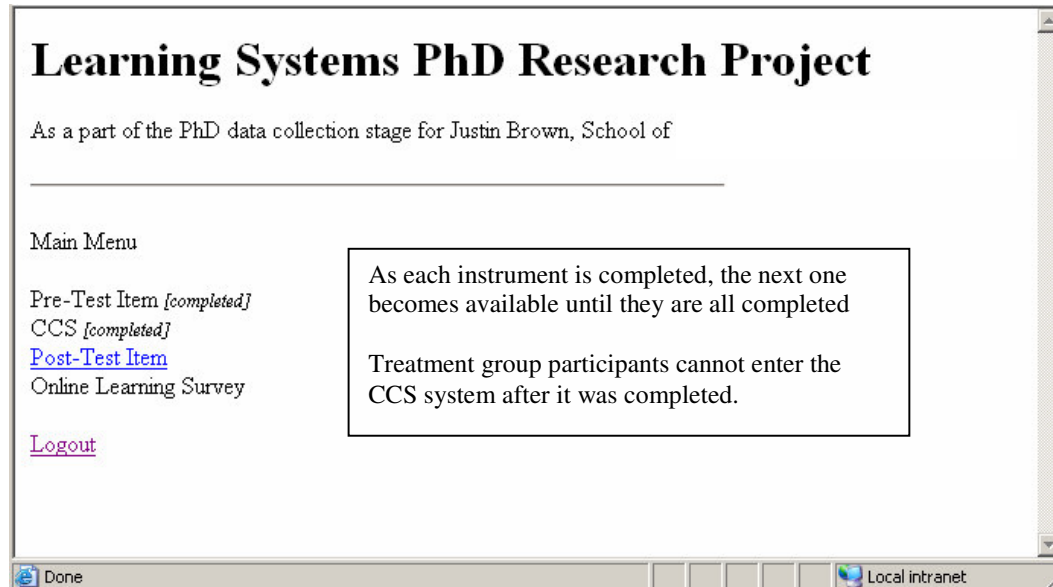 Learning Systems PhD Research Project
As a part of the PhD data collection stage for Justin Brown, School of
Main Menu
Pre-Test Item [completed]
CCS [completed]
Post-Test Item
Online Learning Survey
Logout
As each instrument is completed, the next one
becomes available until they are all completed
Treatment group participants cannot enter the
CCS system after it was completed.
Done
Local intranet